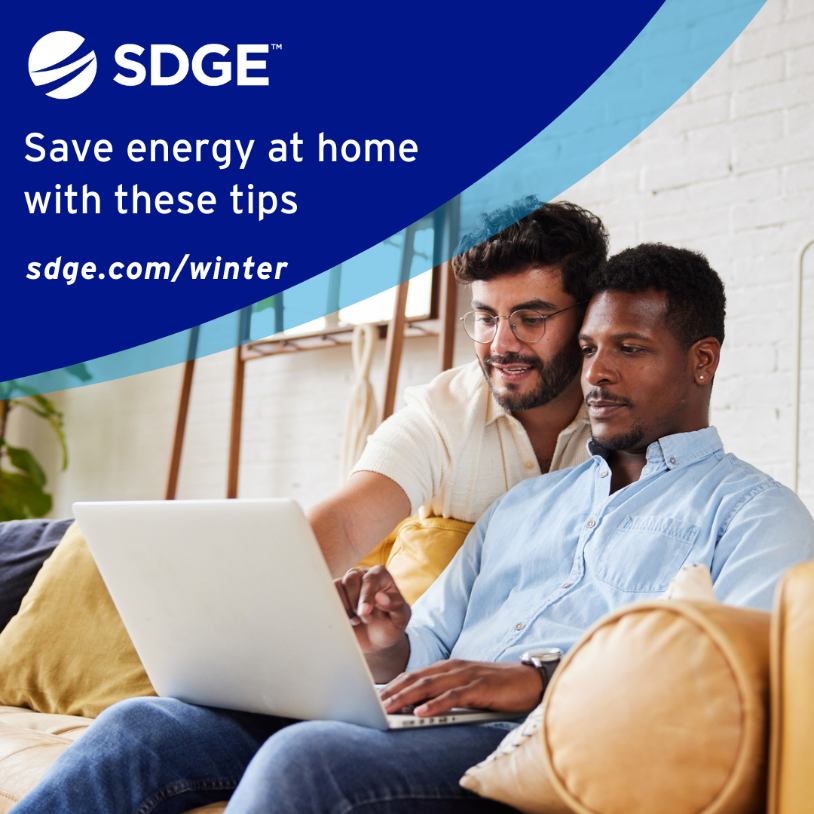 SDGE™
Save energy at home
with these tips
sdge.com/winter